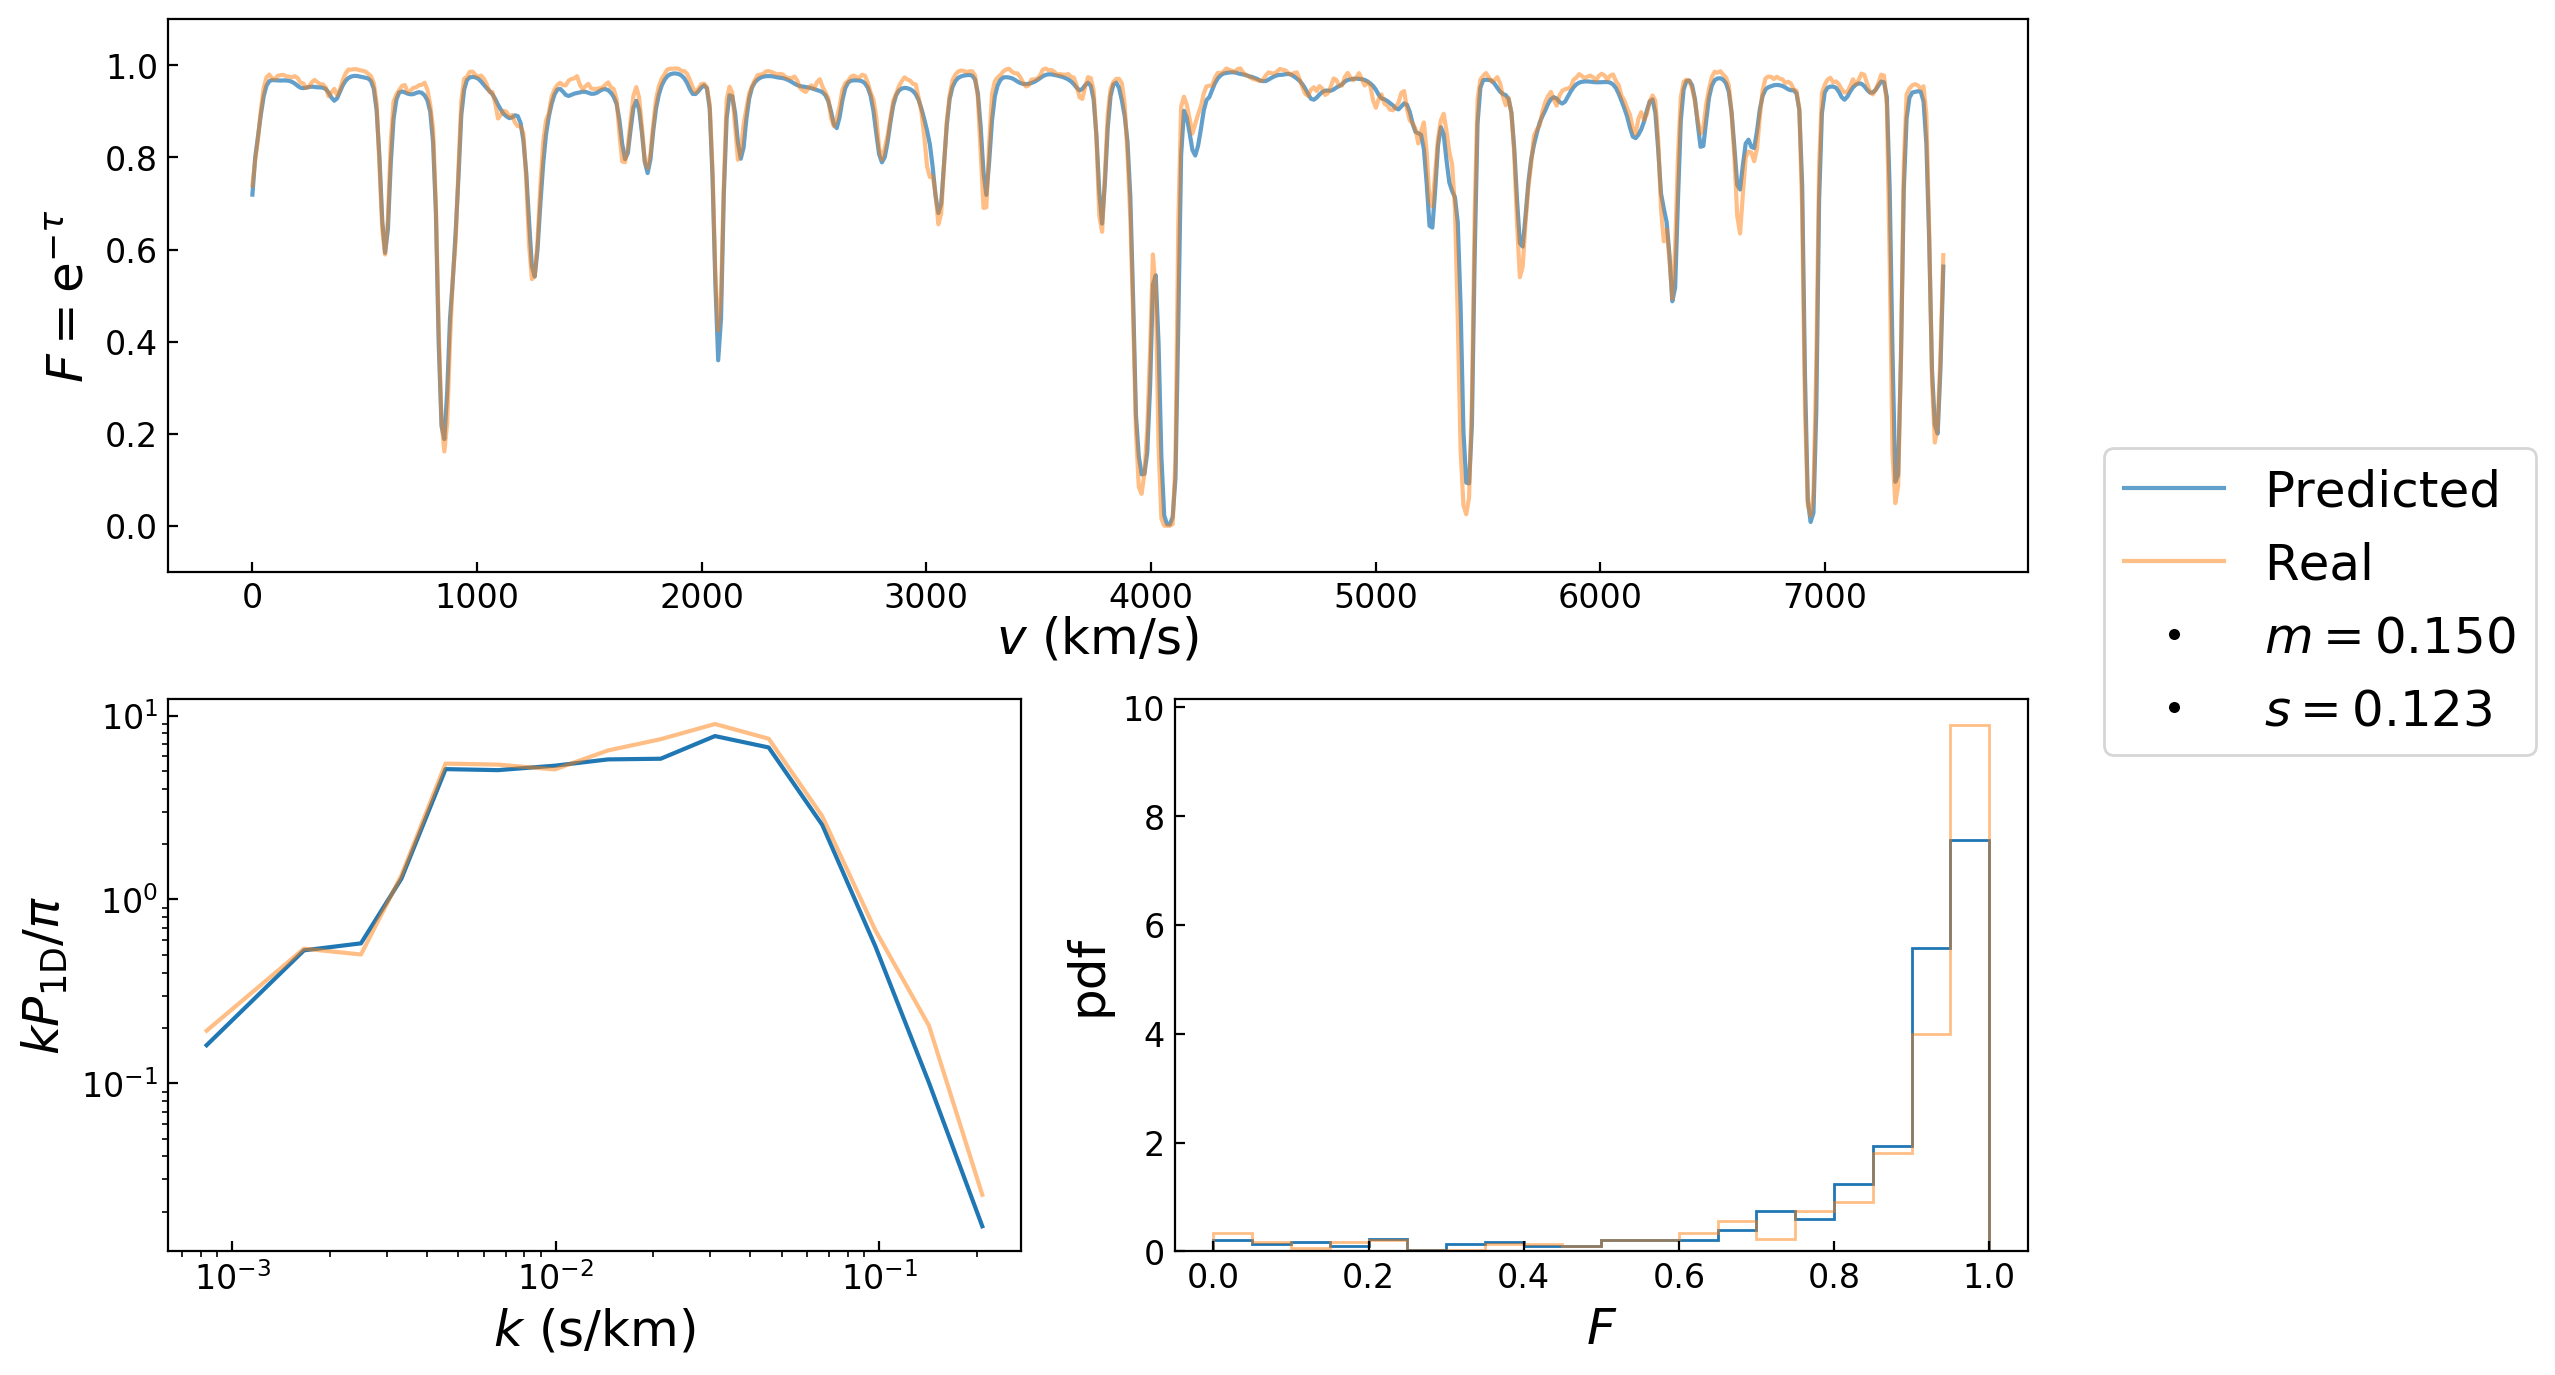 F = e^{−τ}
1.0
0.8
0.6
0.4
0.2
0.0
0 1000 2000 3000 4000 5000 6000 7000
v (km/s)
Predicted
Real
m = 0.150
s = 0.123
kP_{1D}/π
10^1
10^0
10^{−1}
10^{−3} 10^{−2} 10^{−1}
k (s/km)
pdf
10
8
6
4
2
0
0.0 0.2 0.4 0.6 0.8 1.0
F